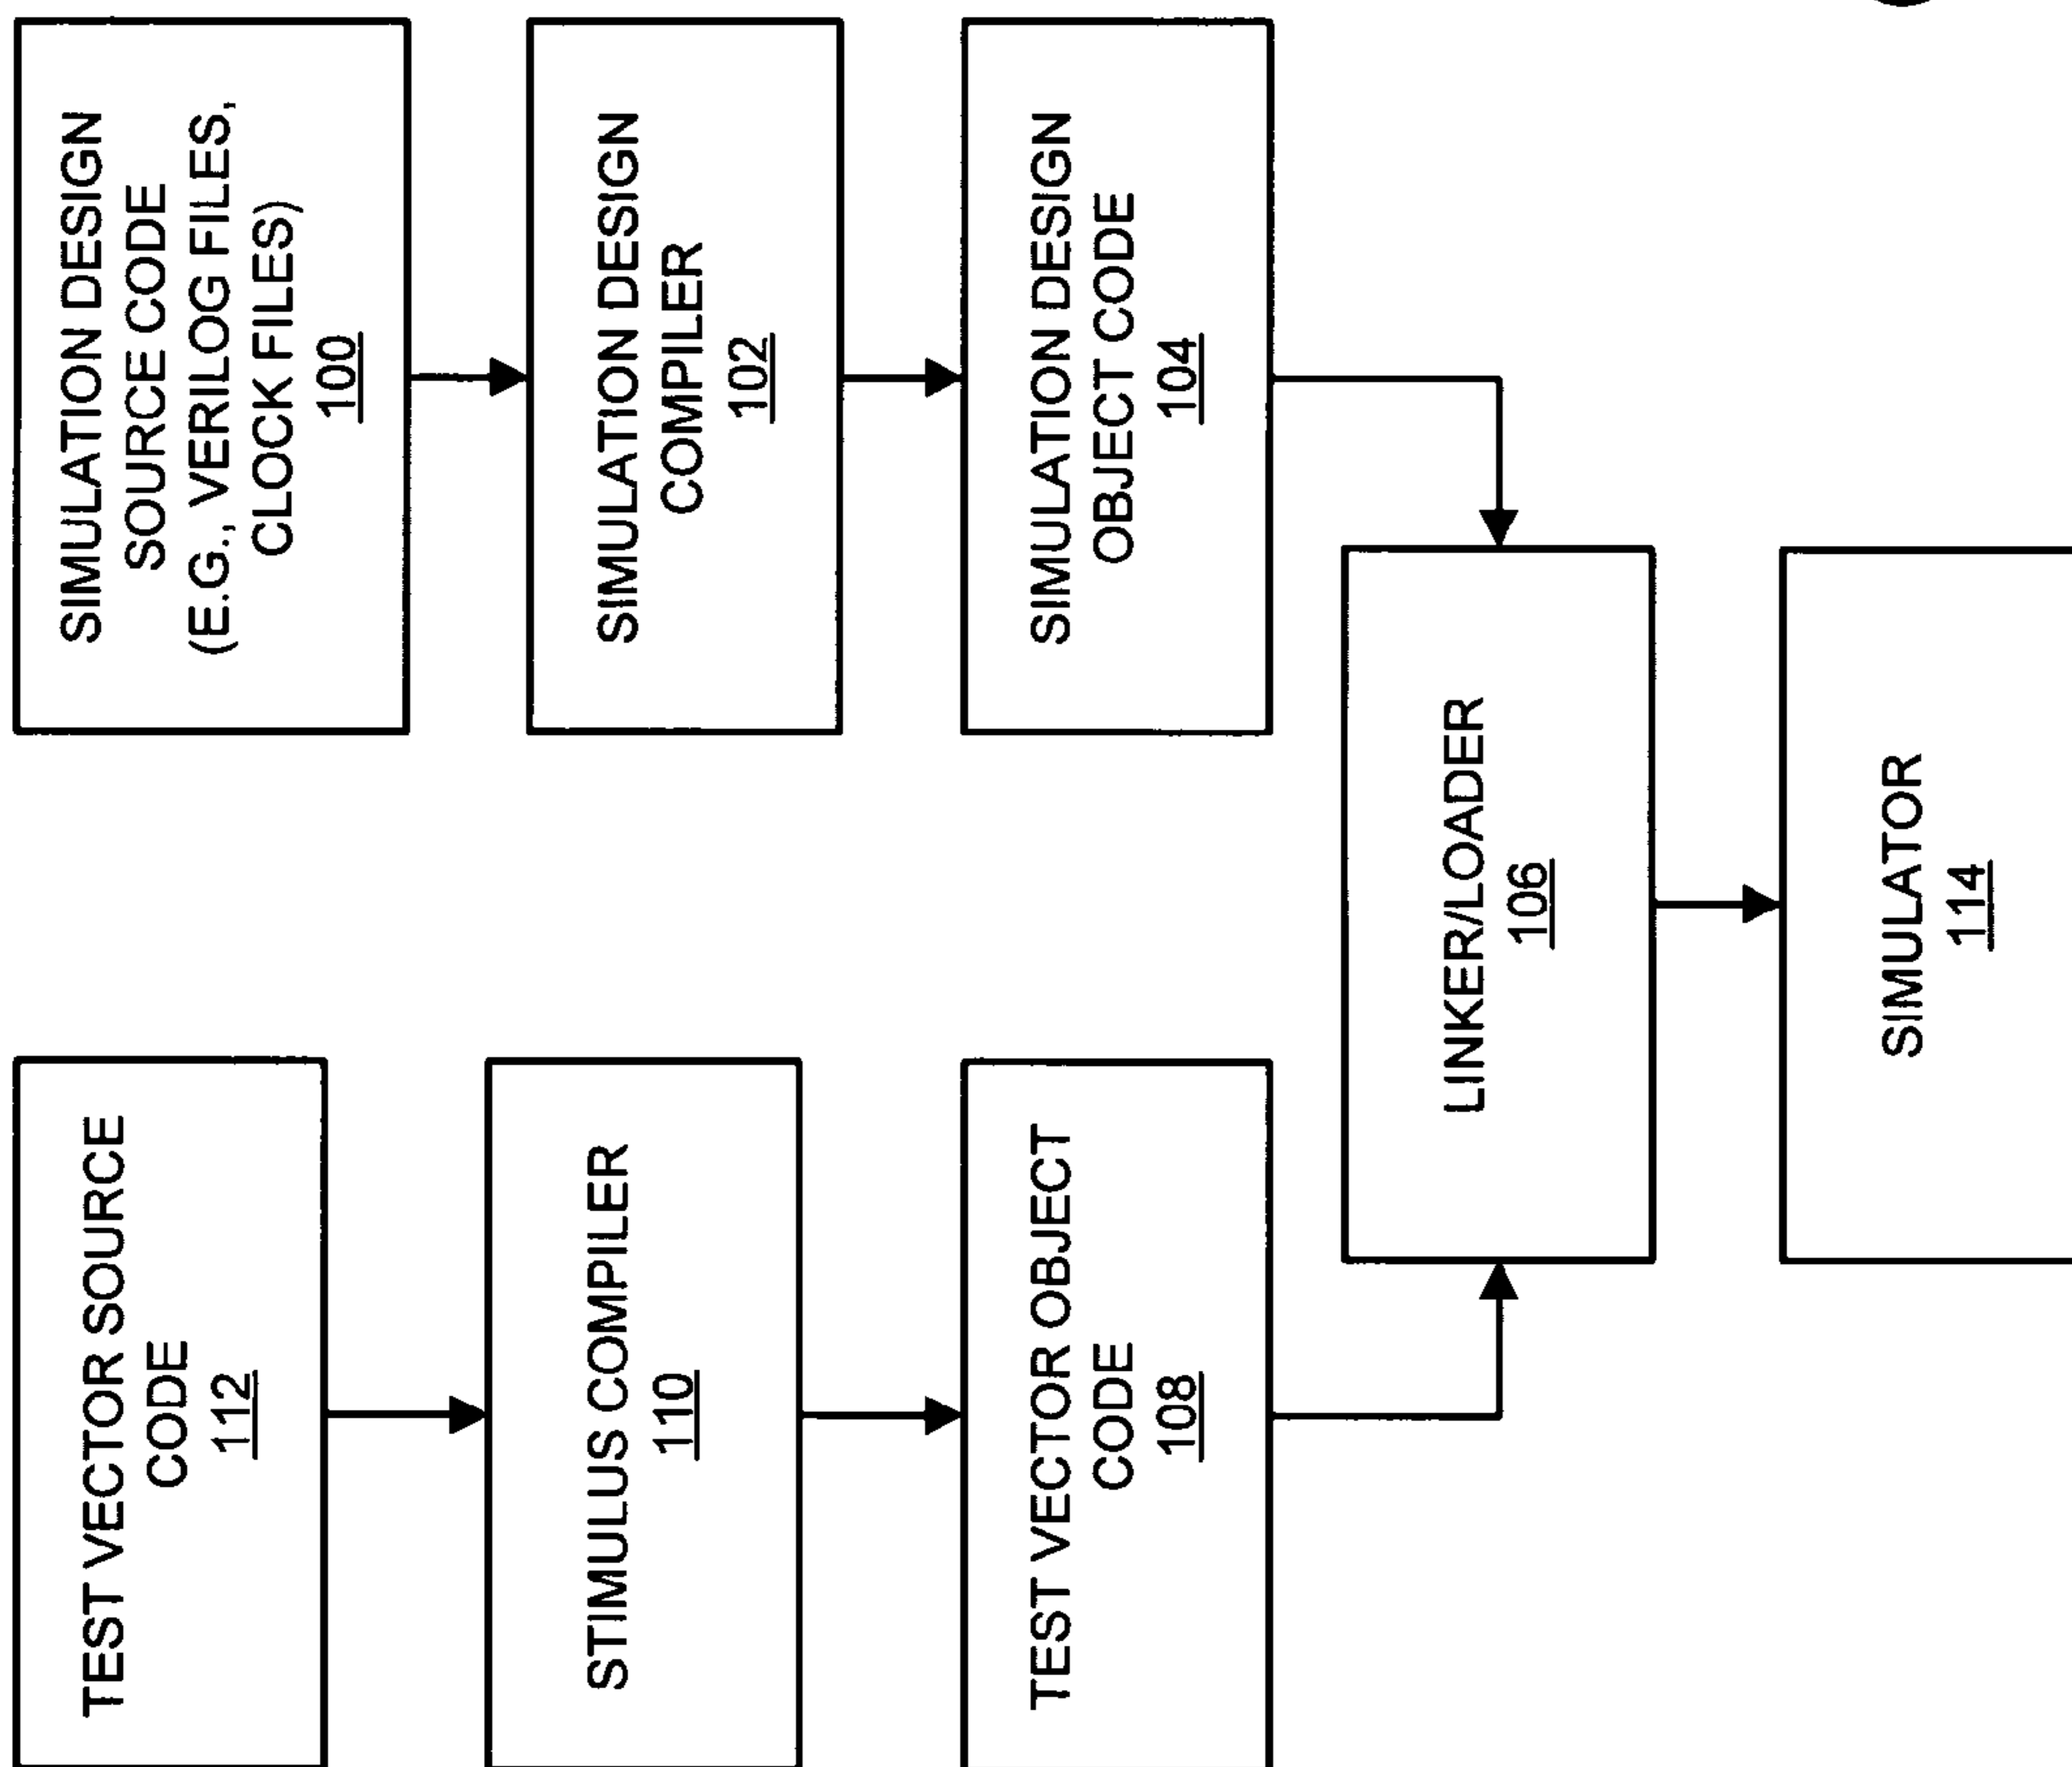 TEST VECTOR SOURCE
CODE
112
STIMULUS COMPILER
110
TEST VECTOR OBJECT
CODE
108
SIMULATION DESIGN
SOURCE CODE
(E.G., VERILOG FILES,
CLOCK FILES)
100
SIMULATION DESIGN
COMPILER
102
SIMULATION DESIGN
OBJECT CODE
104
LINKER/LOADER
106
SIMULATOR
114